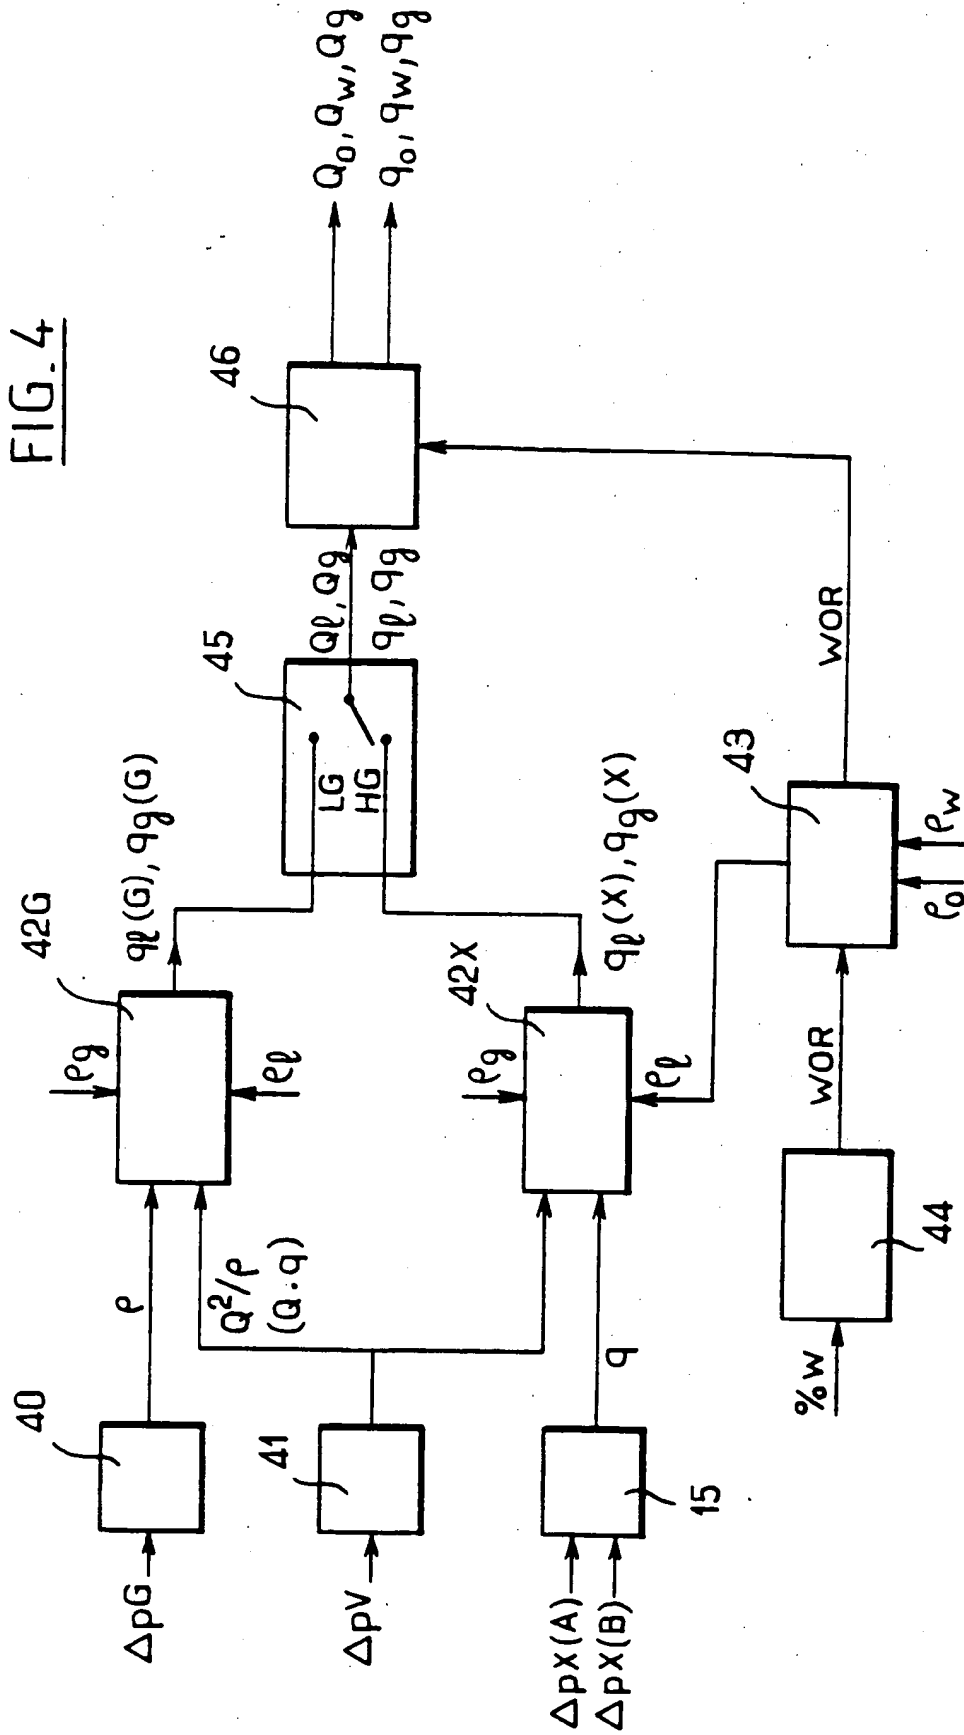 FIG. 4
ΔpG
40
ρ
ρg
42G
ρℓ
qℓ(G), qg(G)
ΔpV
41
Q²/ρ
(Q·q)
ΔpX(A)
ΔpX(B)
15
q
ρg
42X
ρℓ
qℓ(X), qg(X)
LG
HG
45
Qℓ, Qg
qℓ, qg
46
Qo, Qw, Qg
qo, qw, qg
%w
44
WOR
43
ρo
ρw
WOR